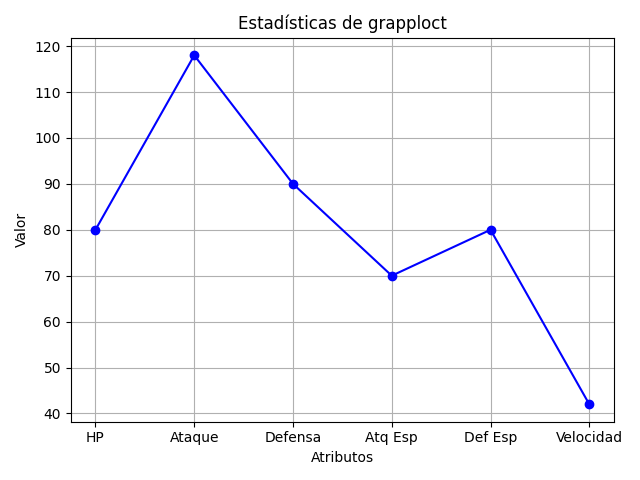 Estadísticas de grapploct
120
110
100
90
80
70
60
50
40
Valor
HP
Ataque
Defensa
Atq Esp
Def Esp
Velocidad
Atributos